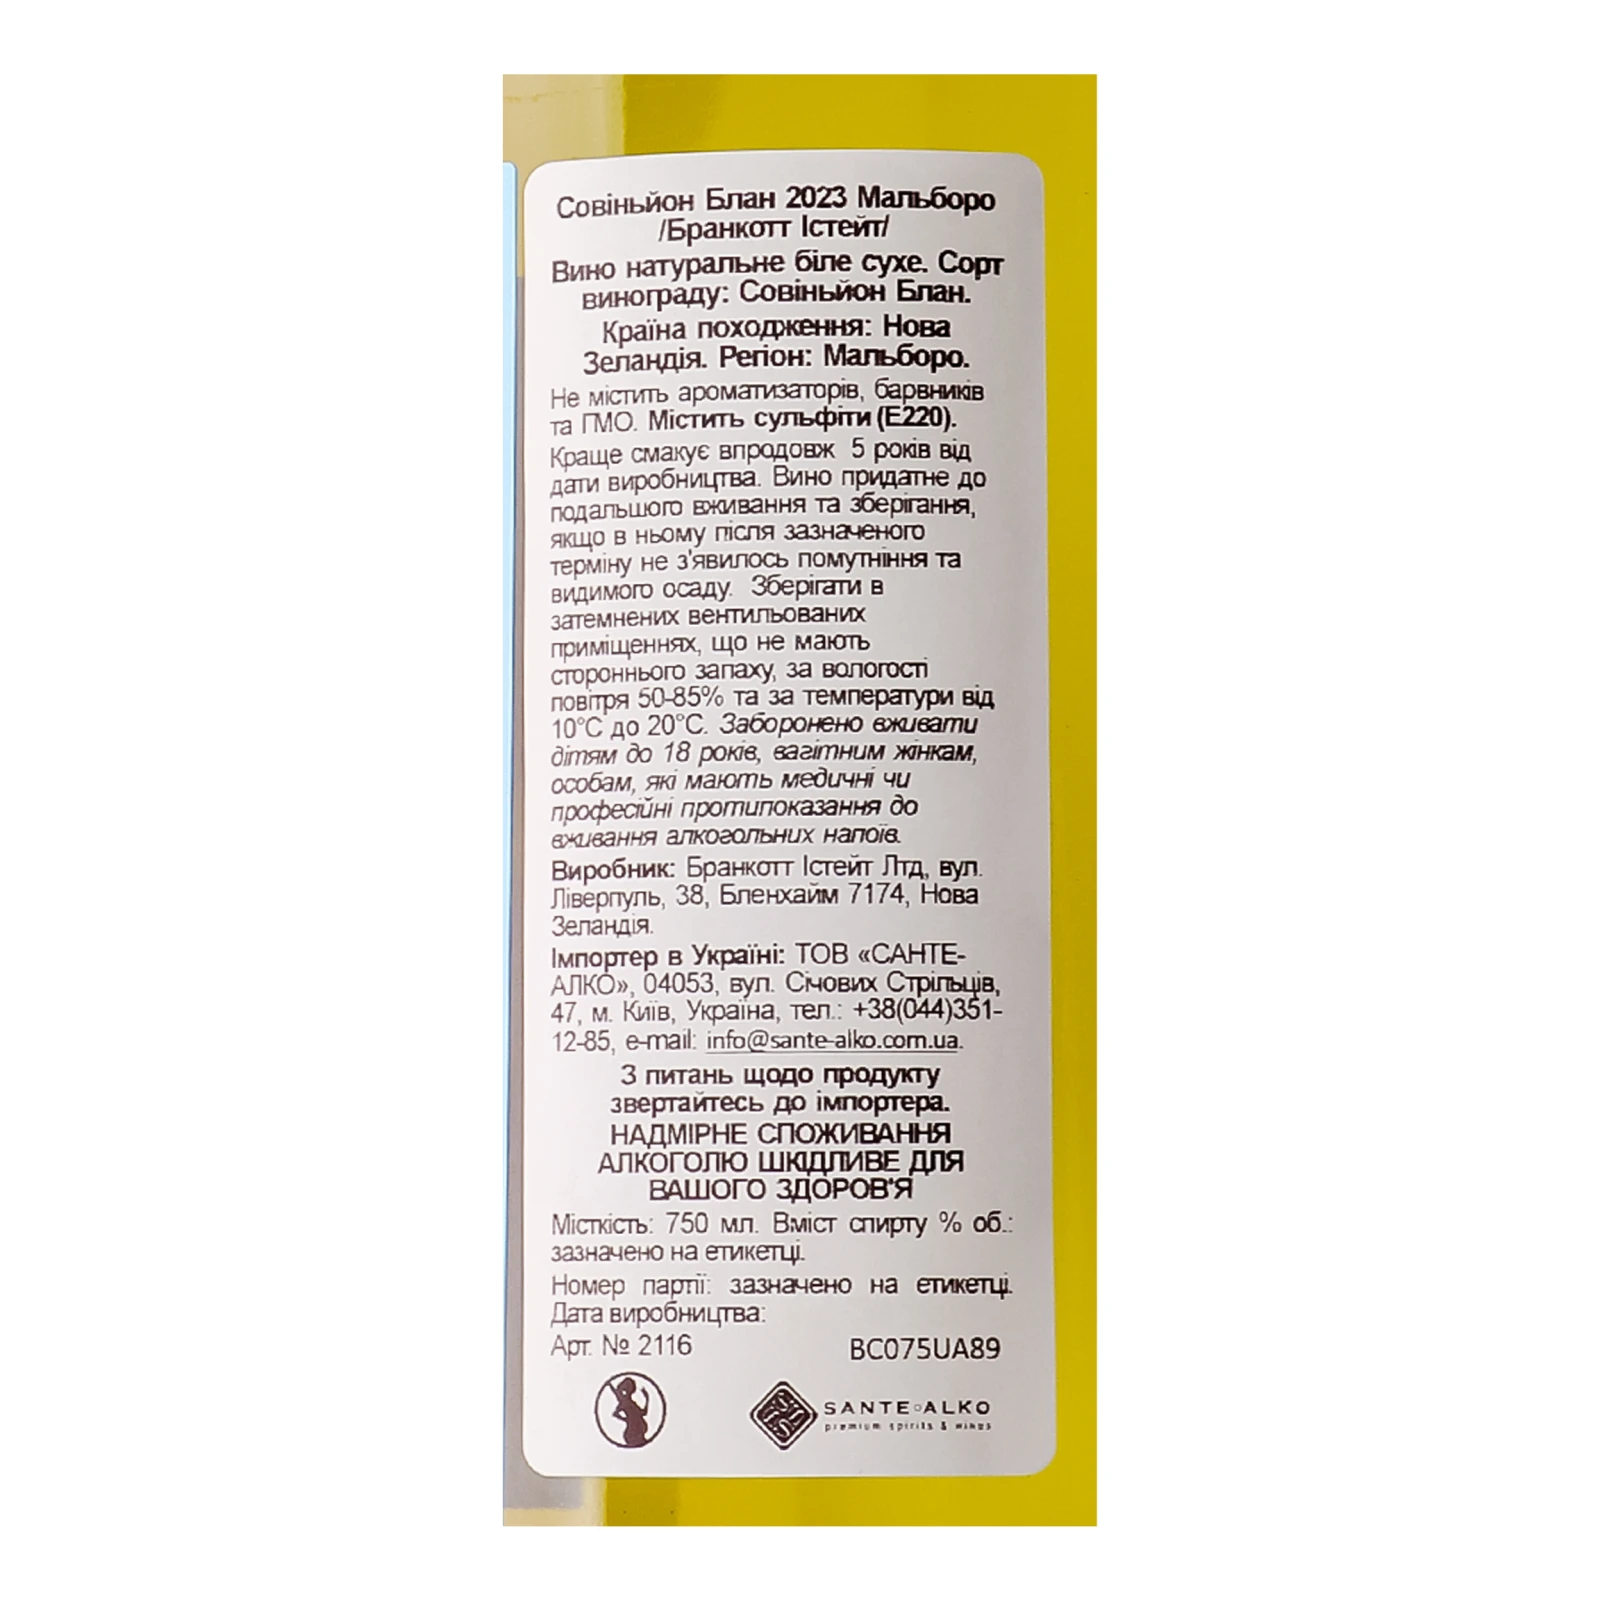 Совіньйон Блан 2023 Мальборо
/Бранкотт Істейт/
Вино натуральне біле сухе. Сорт
винограду: Совіньйон Блан.
Країна походження: Нова
Зеландія. Регіон: Мальборо.
Не містить ароматизаторів, барвників
та ГМО. Містить сульфіти (Е220).
Краще смакує впродовж 5 років від
дати виробництва. Вино придатне до
подальшого вживання та зберігання,
якщо в ньому після зазначеного
терміну не з'явилось помутніння та
видимого осаду. Зберігати в
затемнених вентильованих
приміщеннях, що не мають
стороннього запаху, за вологості
повітря 50-85% та за температури від
10°С до 20°С. Заборонено вживати
дітям до 18 років, вагітним жінкам,
особам, які мають медичні чи
професійні протипоказання до
вживання алкогольних напоїв.
Виробник: Бранкотт Істейт Лтд, вул.
Ліверпуль, 38, Бленхайм 7174, Нова
Зеландія.
Імпортер в Україні: ТОВ «САНТЕ-
АЛКО», 04053, вул. Січових Стрільців,
47, м. Київ, Україна, тел.: +38(044)351-
12-85, e-mail: info@sante-alko.com.ua.
З питань щодо продукту
звертайтесь до імпортера.
НАДМІРНЕ СПОЖИВАННЯ
АЛКОГОЛЮ ШКІДЛИВЕ ДЛЯ
ВАШОГО ЗДОРОВ'Я
Місткість: 750 мл. Вміст спирту % об.:
зазначено на етикетці.
Номер партії: зазначено на етикетці.
Дата виробництва:
Арт. № 2116 BC075UA89
SANTE ALKO
premium spirits & wines